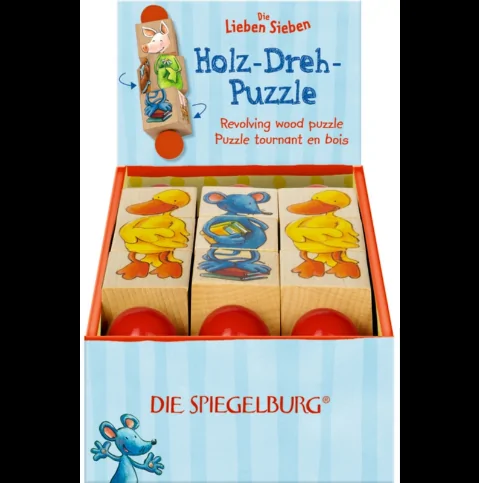 Die
Lieben Sieben
Holz-Dreh-
Puzzle
Revolving wood puzzle
Puzzle tournant en bois
DIE SPIEGELBURG®